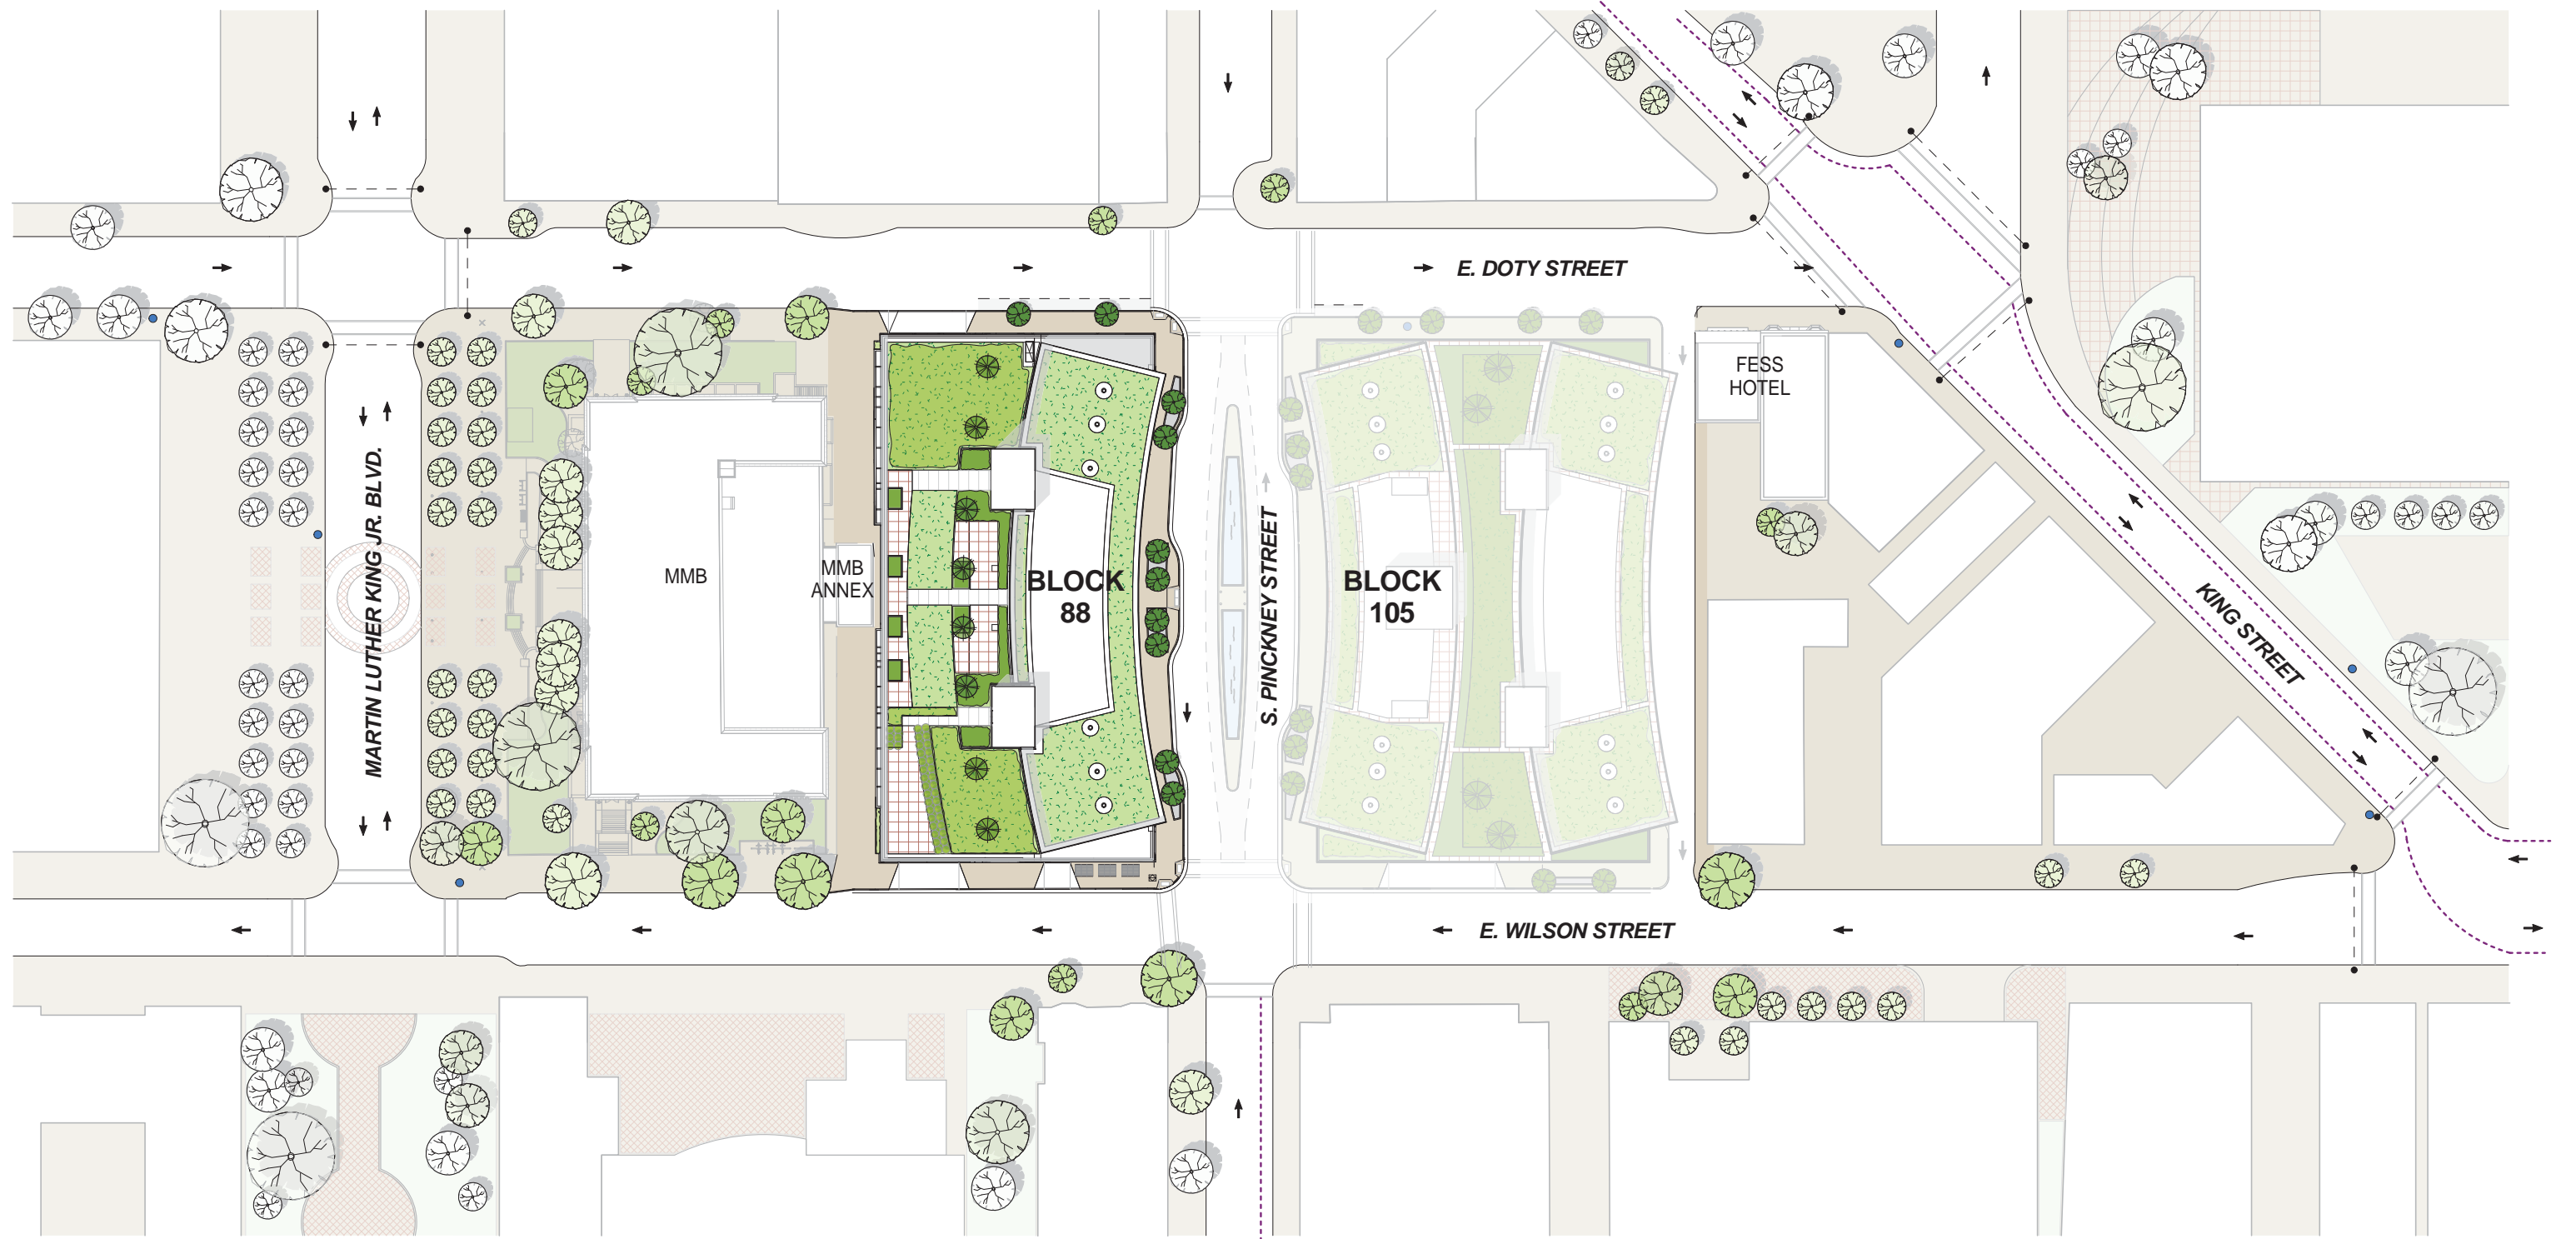 E. DOTY STREET
FESS
HOTEL
MARTIN LUTHER KING JR. BLVD.
MMB
MMB
ANNEX
BLOCK
88
S. PINCKNEY STREET
BLOCK
105
KING STREET
E. WILSON STREET